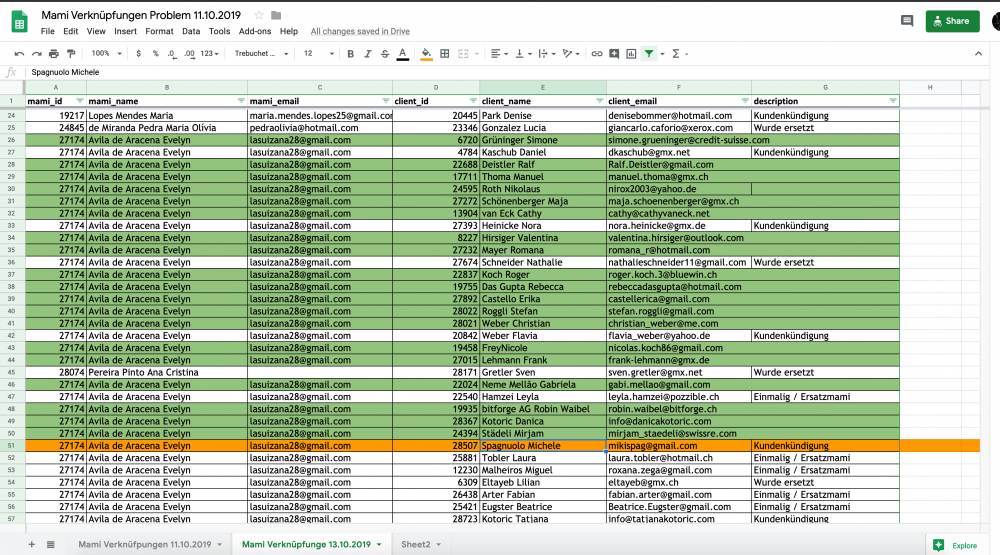 Mami Verknüpfungen Problem 11.10.2019
File Edit View Insert Format Data Tools Add-ons Help All changes saved in Drive
Share
100% $ % .0 .00 123 Trebuchet ... 12 B I S A
fx Spagnuolo Michele
A B C D E F G H
1 mami_id mami_name mami_email client_id client_name client_email description
24 19217 Lopes Mendes Maria maria.mendes.lopes25@gmail.con 20445 Park Denise denisebommer@hotmail.com Kundenkündigung
25 24845 de Miranda Pedra Maria Olívia pedraolivia@hotmail.com 23346 Gonzalez Lucia giancarlo.caforio@xerox.com Wurde ersetzt
26 27174 Avila de Aracena Evelyn lasuizana28@gmail.com 6720 Grüninger Simone simone.grueninger@credit-suisse.com
27 27174 Avila de Aracena Evelyn lasuizana28@gmail.com 4784 Kaschub Daniel dkaschub@gmx.net Kundenkündigung
28 27174 Avila de Aracena Evelyn lasuizana28@gmail.com 22688 Deistler Ralf Ralf.Deistler@gmail.com
29 27174 Avila de Aracena Evelyn lasuizana28@gmail.com 17711 Thoma Manuel manuel.thoma@gmx.ch
30 27174 Avila de Aracena Evelyn lasuizana28@gmail.com 24595 Roth Nikolaus nirox2003@yahoo.de
31 27174 Avila de Aracena Evelyn lasuizana28@gmail.com 27272 Schönenberger Maja maja.schoenenberger@gmx.ch
32 27174 Avila de Aracena Evelyn lasuizana28@gmail.com 13904 van Eck Cathy cathy@cathyvaneck.net
33 27174 Avila de Aracena Evelyn lasuizana28@gmail.com 27393 Heinicke Nora nora.heinicke@gmx.de Kundenkündigung
34 27174 Avila de Aracena Evelyn lasuizana28@gmail.com 8227 Hirsiger Valentina valentina.hirsiger@outlook.com
35 27174 Avila de Aracena Evelyn lasuizana28@gmail.com 27232 Mayer Romana romana_r@hotmail.com
36 27174 Avila de Aracena Evelyn lasuizana28@gmail.com 27674 Schneider Nathalie nathalieschneider11@gmail.com Wurde ersetzt
37 27174 Avila de Aracena Evelyn lasuizana28@gmail.com 22837 Koch Roger roger.koch.3@bluewin.ch
38 27174 Avila de Aracena Evelyn lasuizana28@gmail.com 19755 Das Gupta Rebecca rebeccadasgupta@hotmail.com
39 27174 Avila de Aracena Evelyn lasuizana28@gmail.com 27892 Castello Erika castellerica@gmail.com
40 27174 Avila de Aracena Evelyn lasuizana28@gmail.com 28022 Roggli Stefan stefan.roggli@gmail.com
41 27174 Avila de Aracena Evelyn lasuizana28@gmail.com 28021 Weber Christian christian_weber@me.com
42 27174 Avila de Aracena Evelyn lasuizana28@gmail.com 20842 Weber Flavia flavia_weber@yahoo.de Kundenkündigung
43 27174 Avila de Aracena Evelyn lasuizana28@gmail.com 19458 FreyNicole nicolas.koch86@gmail.com
44 27174 Avila de Aracena Evelyn lasuizana28@gmail.com 27015 Lehmann Frank frank-lehmann@gmx.de
45 28074 Pereira Pinto Ana Cristina 28171 Gretler Sven sven.gretler@gmx.net Wurde ersetzt
46 27174 Avila de Aracena Evelyn lasuizana28@gmail.com 22024 Neme Mellão Gabriela gabi.mellao@gmail.com
47 27174 Avila de Aracena Evelyn lasuizana28@gmail.com 22540 Hamzei Leyla leyla.hamzei@pozzible.ch Einmalig / Ersatzmami
48 27174 Avila de Aracena Evelyn lasuizana28@gmail.com 19935 bitforge AG Robin Waibel robin.waibel@bitforge.ch
49 27174 Avila de Aracena Evelyn lasuizana28@gmail.com 28367 Kotoric Danica info@danicakotoric.com
50 27174 Avila de Aracena Evelyn lasuizana28@gmail.com 24394 Städeli Mirjam mirjam_staedeli@swissre.com
51 27174 Avila de Aracena Evelyn lasuizana28@gmail.com 28507 Spagnuolo Michele mikispag@gmail.com Kundenkündigung
52 27174 Avila de Aracena Evelyn lasuizana28@gmail.com 25881 Tobler Laura laura.tobler@hotmail.ch Einmalig / Ersatzmami
53 27174 Avila de Aracena Evelyn lasuizana28@gmail.com 12230 Malheiros Miguel roxana.zega@gmail.com Einmalig / Ersatzmami
54 27174 Avila de Aracena Evelyn lasuizana28@gmail.com 6309 Eltayeb Lilian eltayeb@gmx.ch Wurde ersetzt
55 27174 Avila de Aracena Evelyn lasuizana28@gmail.com 26438 Arter Fabian fabian.arter@gmail.com Einmalig / Ersatzmami
56 27174 Avila de Aracena Evelyn lasuizana28@gmail.com 25421 Eugster Beatrice Beatrice.Eugster@gmail.com Einmalig / Ersatzmami
57 27174 Avila de Aracena Evelyn lasuizana28@gmail.com 28723 Kotoric Tatjana info@tatjanakotoric.com Kundenkündigung
Mami Verknüfpungen 11.10.2019 Mami Verknüpfunge 13.10.2019 Sheet2 Explore